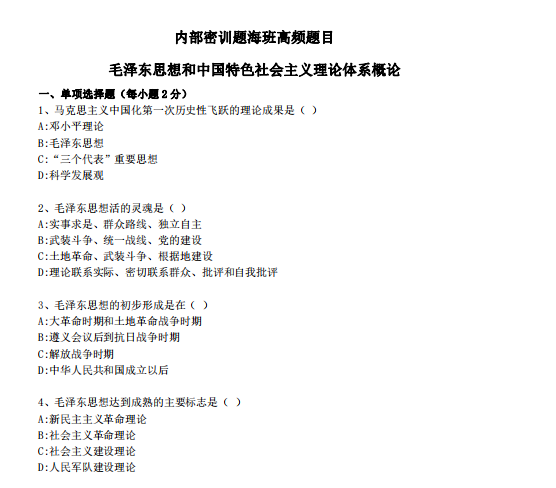 内部密训题海班高频题目
毛泽东思想和中国特色社会主义理论体系概论
一、单项选择题（每小题 2 分）
1、马克思主义中国化第一次历史性飞跃的理论成果是（ ）
A:邓小平理论
B:毛泽东思想
C:“三个代表”重要思想
D:科学发展观
2、毛泽东思想活的灵魂是（ ）
A:实事求是、群众路线、独立自主
B:武装斗争、统一战线、党的建设
C:土地革命、武装斗争、根据地建设
D:理论联系实际、密切联系群众、批评和自我批评
3、毛泽东思想的初步形成是在（ ）
A:大革命时期和土地革命战争时期
B:遵义会议后到抗日战争时期
C:解放战争时期
D:中华人民共和国成立以后
4、毛泽东思想达到成熟的主要标志是（ ）
A:新民主主义革命理论
B:社会主义革命理论
C:社会主义建设理论
D:人民军队建设理论